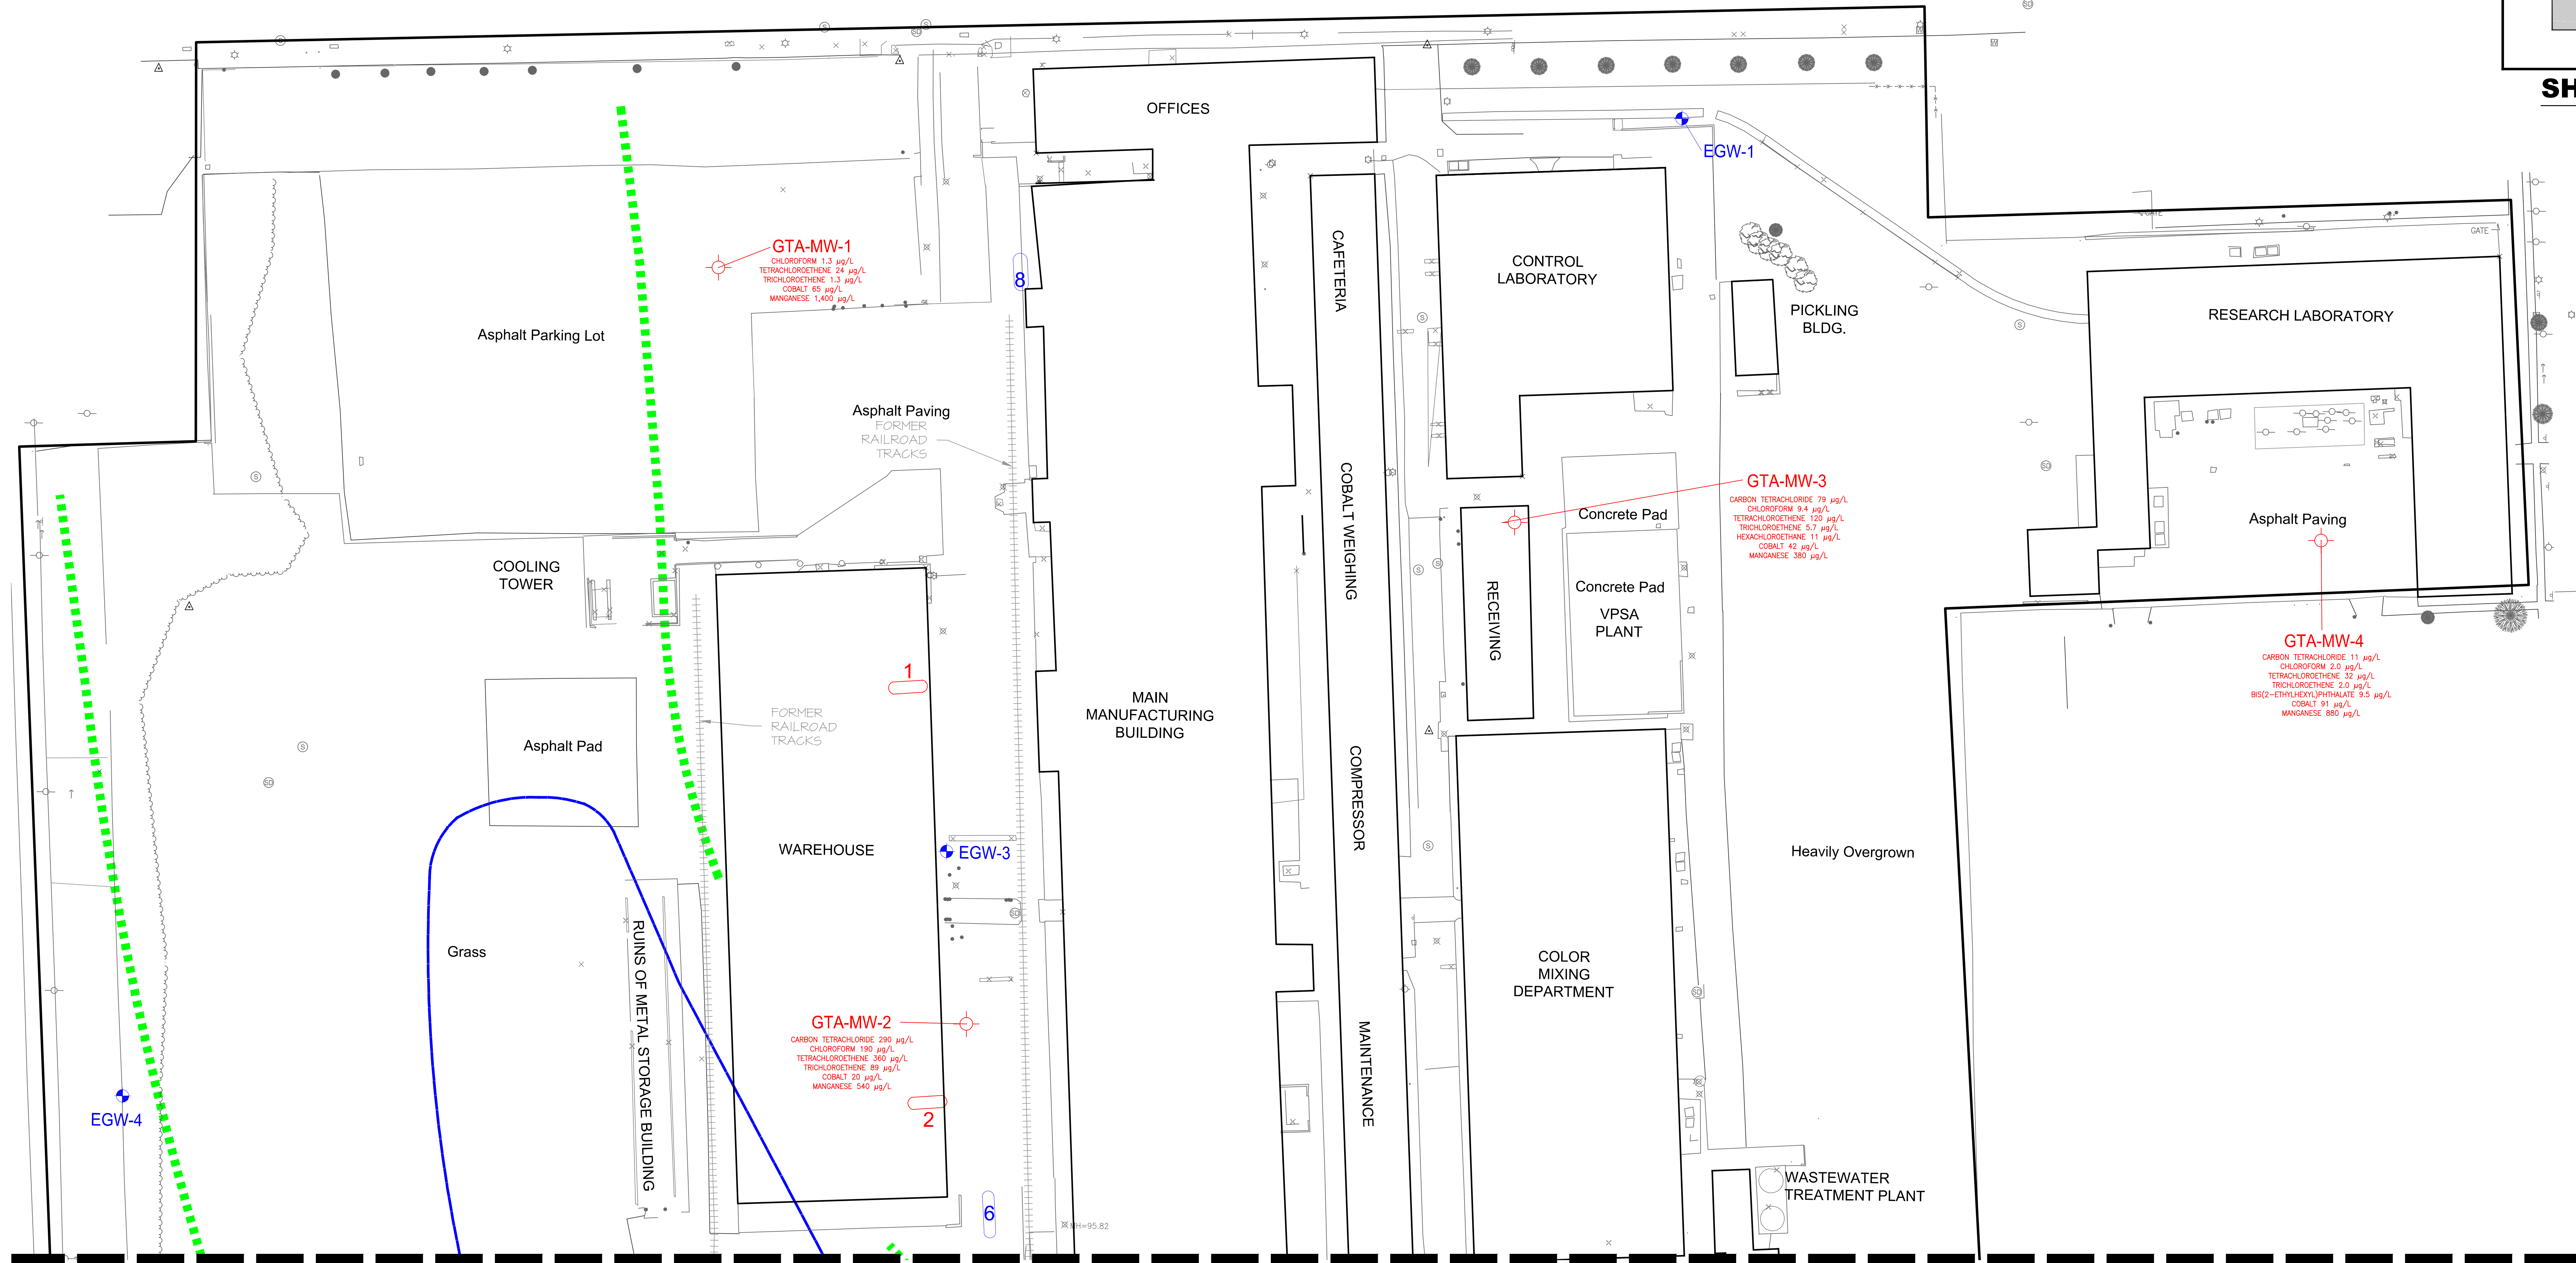 SH
OFFICES
EGW-1
GATE
GATE
GTA-MW-1
CHLOROFORM 1.3 µg/L
TETRACHLOROETHENE 24 µg/L
TRICHLOROETHENE 1.3 µg/L
COBALT 65 µg/L
MANGANESE 1,400 µg/L
8
CAFETERIA
CONTROL
LABORATORY
PICKLING
BLDG.
RESEARCH LABORATORY
Asphalt Parking Lot
Asphalt Paving
FORMER
RAILROAD
TRACKS
COBALT WEIGHING
GTA-MW-3
CARBON TETRACHLORIDE 79 µg/L
CHLOROFORM 9.4 µg/L
TETRACHLOROETHENE 120 µg/L
TRICHLOROETHENE 5.7 µg/L
HEXACHLOROETHANE 11 µg/L
COBALT 42 µg/L
MANGANESE 380 µg/L
Concrete Pad
Asphalt Paving
COOLING
TOWER
RECEIVING
Concrete Pad
VPSA
PLANT
GTA-MW-4
CARBON TETRACHLORIDE 11 µg/L
CHLOROFORM 2.0 µg/L
TETRACHLOROETHENE 32 µg/L
TRICHLOROETHENE 2.0 µg/L
BIS(2-ETHYLHEXYL)PHTHALATE 9.5 µg/L
COBALT 91 µg/L
MANGANESE 880 µg/L
1
FORMER
RAILROAD
TRACKS
MAIN
MANUFACTURING
BUILDING
Asphalt Pad
COMPRESSOR
WAREHOUSE
EGW-3
Heavily Overgrown
Grass
RUINS OF METAL STORAGE BUILDING
COLOR
MIXING
DEPARTMENT
GTA-MW-2
CARBON TETRACHLORIDE 290 µg/L
CHLOROFORM 190 µg/L
TETRACHLOROETHENE 360 µg/L
TRICHLOROETHENE 89 µg/L
COBALT 20 µg/L
MANGANESE 540 µg/L
MAINTENANCE
EGW-4
2
WASTEWATER
TREATMENT PLANT
6
MH=95.82